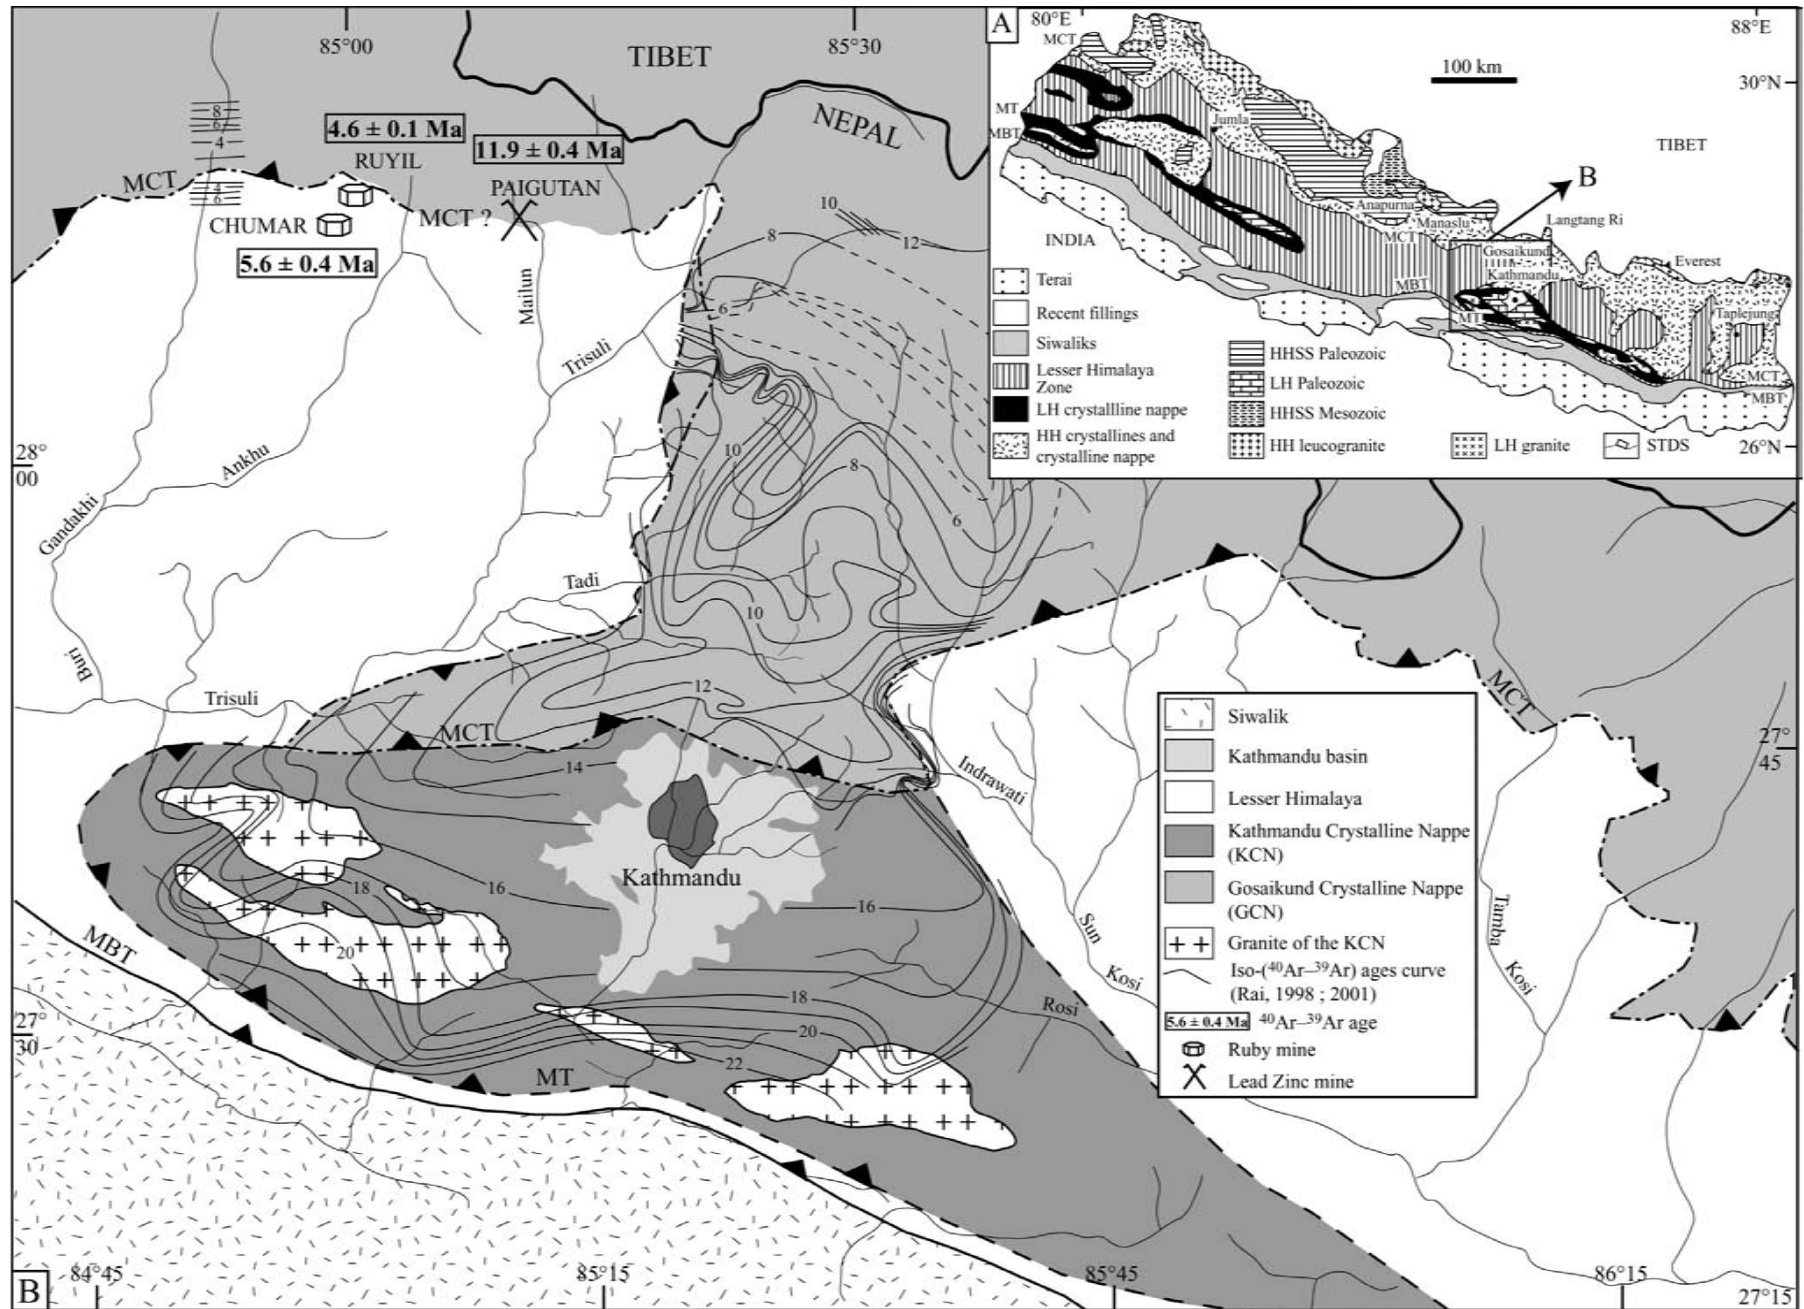 85°00
85°30
TIBET
NEPAL
8
6
4
4
6
4.6 ± 0.1 Ma
RUYIL
11.9 ± 0.4 Ma
PAIGUTAN
MCT
CHUMAR
5.6 ± 0.4 Ma
MCT ?
Mailun
Trisuli
Ankhu
Gandakhi
Buri
Trisuli
Tadi
28°
00
10
12
8
6
10
8
6
10
12
MCT
14
16
16
18
20
18
20
22
Kathmandu
MBT
MT
27°
30
Indrawati
Sun
Kosi
Rosi
Tamba
Kosi
MCT
27°
45
B
84°45
85°15
85°45
86°15
27°15
A
80°E
88°E
MCT
100 km
30°N
MT
MBT
Jumla
TIBET
B
Anapurna
Manaslu
Langtang Ri
INDIA
MCT
Gosaikund
Everest
Kathmandu
MBT
MT
Taplejung
MCT
MBT
26°N
Terai
Recent fillings
Siwaliks
Lesser Himalaya
Zone
LH crystallline nappe
HH crystallines and
crystalline nappe
HHSS Paleozoic
LH Paleozoic
HHSS Mesozoic
HH leucogranite
LH granite
STDS
Siwalik
Kathmandu basin
Lesser Himalaya
Kathmandu Crystalline Nappe
(KCN)
Gosaikund Crystalline Nappe
(GCN)
Granite of the KCN
Iso-(⁴⁰Ar–³⁹Ar) ages curve
(Rai, 1998 ; 2001)
5.6 ± 0.4 Ma ⁴⁰Ar–³⁹Ar age
Ruby mine
Lead Zinc mine